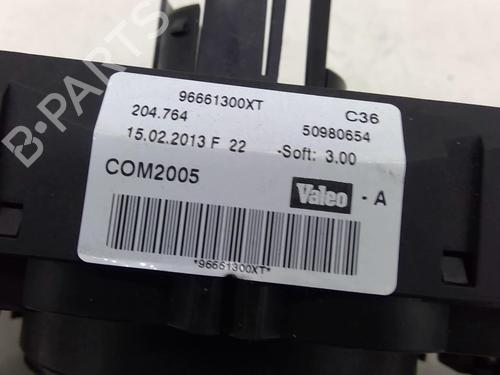 96661300XT C36
204.764 50980654
15.02.2013 F 22 -Soft: 3.00
COM2005 Valeo - A
*96661300XT*
B-PARTS